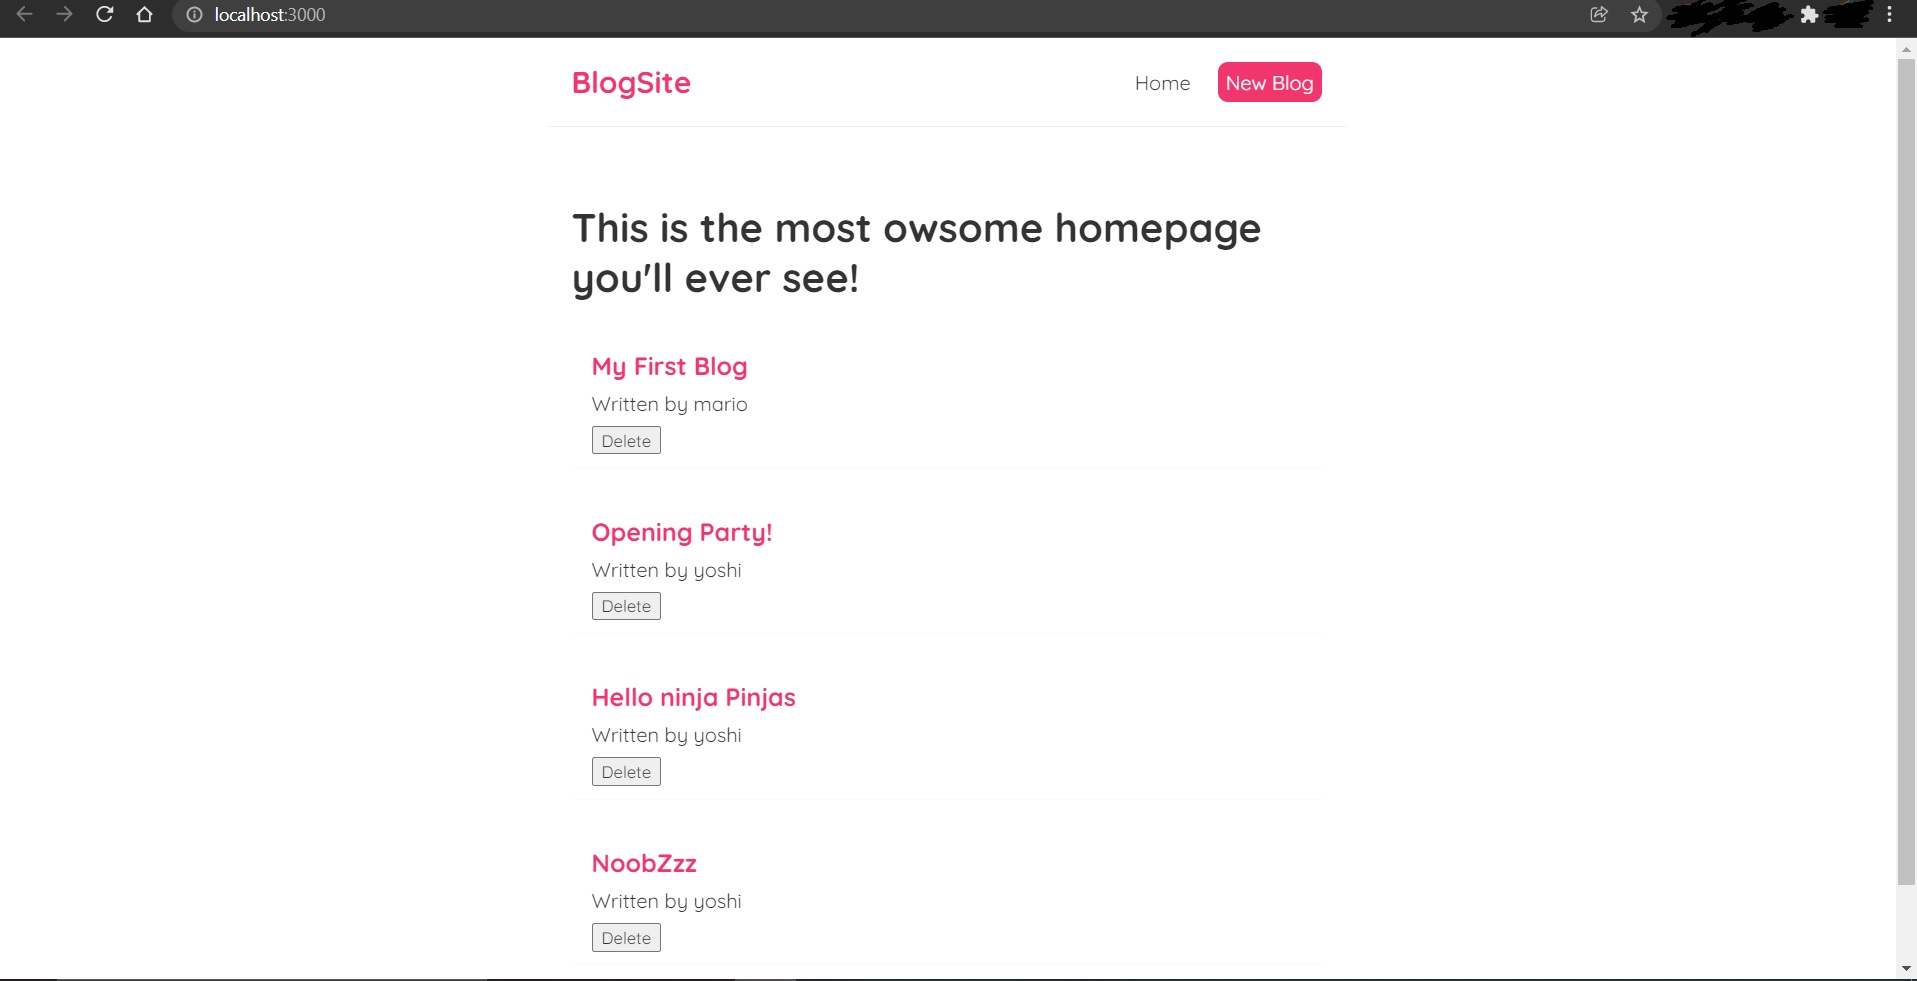 localhost:3000
BlogSite
Home
New Blog
This is the most owsome homepage
you'll ever see!
My First Blog
Written by mario
Delete
Opening Party!
Written by yoshi
Delete
Hello ninja Pinjas
Written by yoshi
Delete
NoobZzz
Written by yoshi
Delete